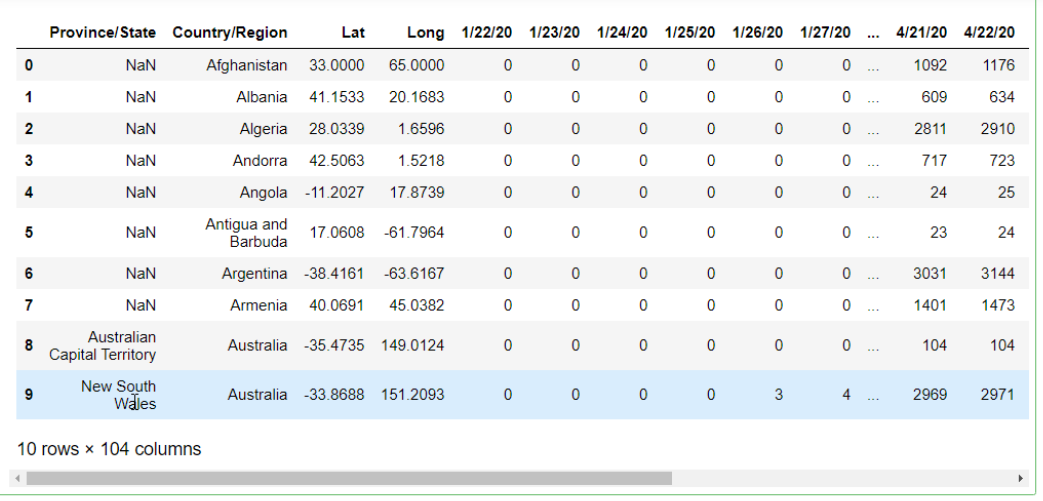 Province/State Country/Region Lat Long 1/22/20 1/23/20 1/24/20 1/25/20 1/26/20 1/27/20 ... 4/21/20 4/22/20
0 NaN Afghanistan 33.0000 65.0000 0 0 0 0 0 0 ... 1092 1176
1 NaN Albania 41.1533 20.1683 0 0 0 0 0 0 ... 609 634
2 NaN Algeria 28.0339 1.6596 0 0 0 0 0 0 ... 2811 2910
3 NaN Andorra 42.5063 1.5218 0 0 0 0 0 0 ... 717 723
4 NaN Angola -11.2027 17.8739 0 0 0 0 0 0 ... 24 25
5 NaN Antigua and Barbuda 17.0608 -61.7964 0 0 0 0 0 0 ... 23 24
6 NaN Argentina -38.4161 -63.6167 0 0 0 0 0 0 ... 3031 3144
7 NaN Armenia 40.0691 45.0382 0 0 0 0 0 0 ... 1401 1473
8 Australian Capital Territory Australia -35.4735 149.0124 0 0 0 0 0 0 ... 104 104
9 New South Wales Australia -33.8688 151.2093 0 0 0 0 3 4 ... 2969 2971
10 rows × 104 columns